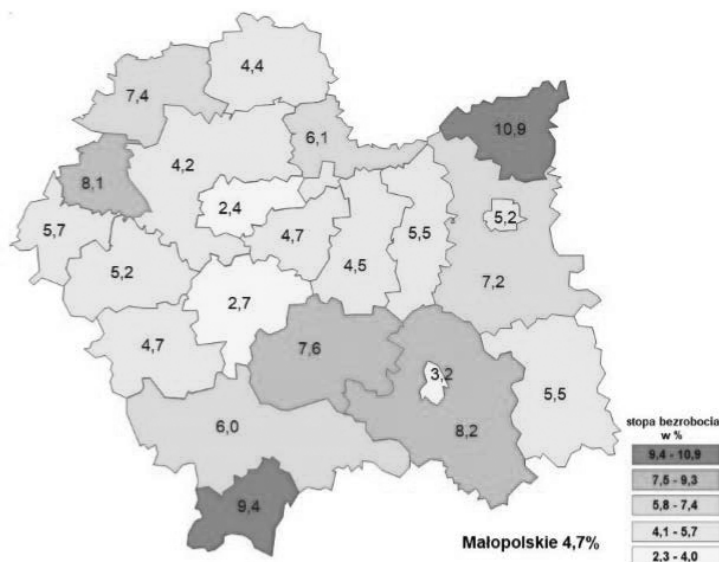 4,4
7,4
10,9
6,1
4,2
8,1
2,4
5,2
5,7
4,7
5,5
5,2
4,5
7,2
2,7
4,7
7,6
3,2
5,5
6,0
8,2
stopa bezrobocia
w %
9,4 - 10,9
7,5 - 9,3
9,4
5,8 - 7,4
4,1 - 5,7
Małopolskie 4,7%
2,3 - 4,0